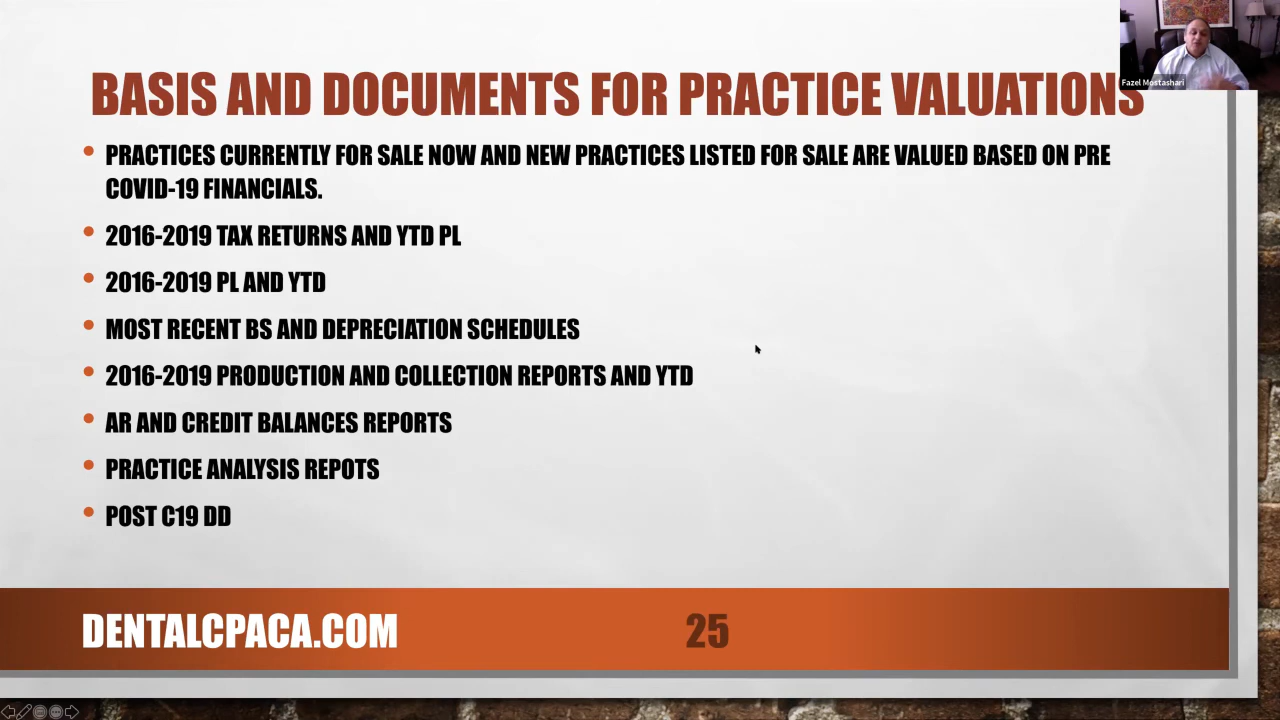 BASIS AND DOCUMENTS FOR PRACTICE VALUATIONS
Fazel Mostashari
PRACTICES CURRENTLY FOR SALE NOW AND NEW PRACTICES LISTED FOR SALE ARE VALUED BASED ON PRE
COVID-19 FINANCIALS.
2016-2019 TAX RETURNS AND YTD PL
2016-2019 PL AND YTD
MOST RECENT BS AND DEPRECIATION SCHEDULES
2016-2019 PRODUCTION AND COLLECTION REPORTS AND YTD
AR AND CREDIT BALANCES REPORTS
PRACTICE ANALYSIS REPOTS
POST C19 DD
DENTALCPACA.COM
25